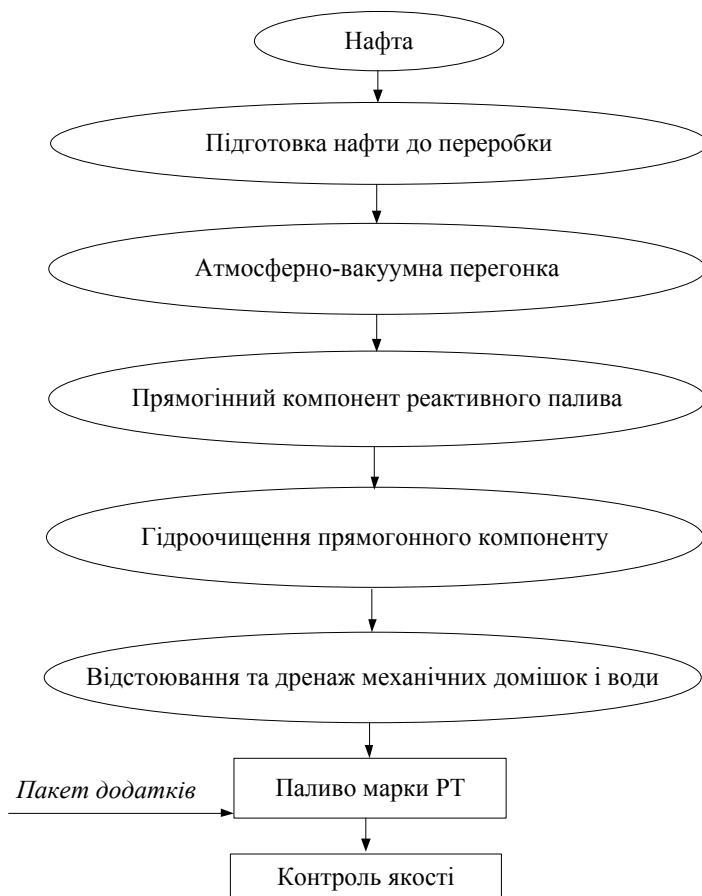 Нафта
Підготовка нафти до переробки
Атмосферно-вакуумна перегонка
Прямогінний компонент реактивного палива
Гідроочищення прямогонного компоненту
Відстоювання та дренаж механічних домішок і води
Пакет додатків
Паливо марки РТ
Контроль якості